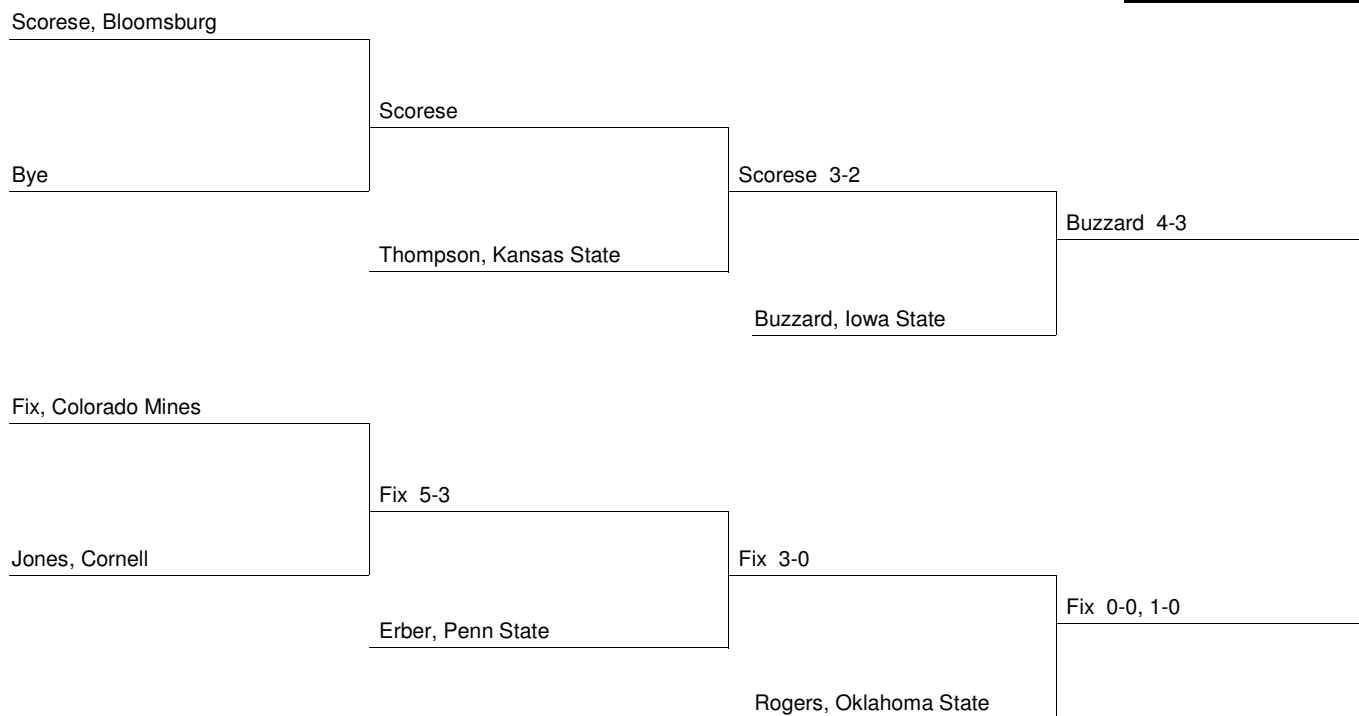 Scorese, Bloomsburg
Scorese
Bye
Scorese  3-2
Buzzard  4-3
Thompson, Kansas State
Buzzard, Iowa State
Fix, Colorado Mines
Fix  5-3
Jones, Cornell
Fix  3-0
Fix  0-0, 1-0
Erber, Penn State
Rogers, Oklahoma State